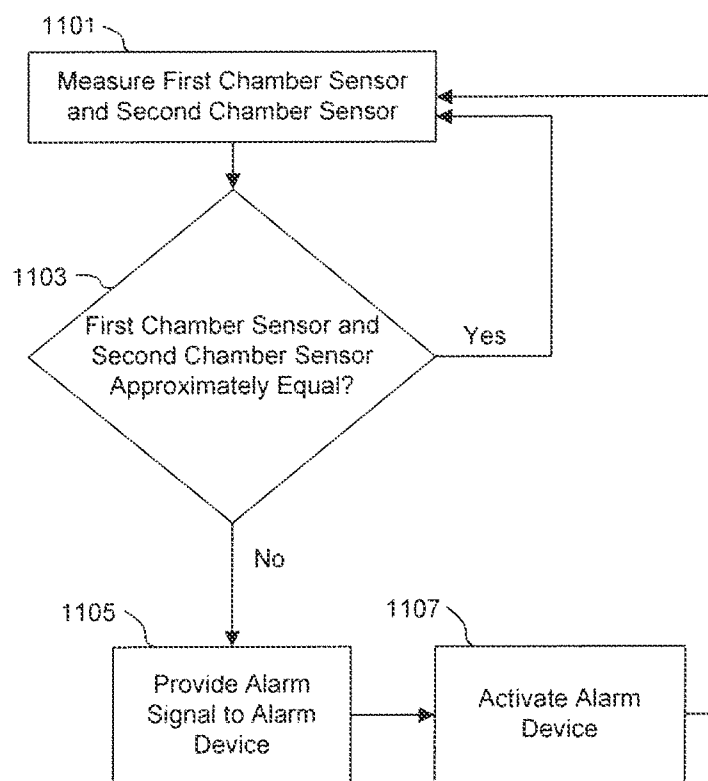 1101
Measure First Chamber Sensor
and Second Chamber Sensor
1103
First Chamber Sensor and
Second Chamber Sensor
Approximately Equal?
Yes
No
1105
1107
Provide Alarm
Signal to Alarm
Device
Activate Alarm
Device